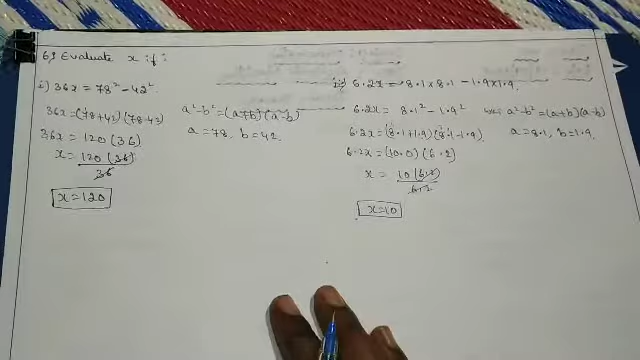 6) Evaluate x if:
i) 36x = 78² - 42².
36x = (78+42)(78-42)
a²-b² = (a+b)(a-b)
36x = 120(36)
a = 78, b = 42.
x = 120(36)
36
x = 120
ii) 6.2x = 8.1 x 8.1 - 1.9 x 1.9.
6.2x = 8.1² - 1.9²
a²-b² = (a+b)(a-b)
6.2x = (8.1+1.9)(8.1-1.9).
a = 8.1, b = 1.9.
6.2x = (10.0)(6.2)
x = 10(6.2)
6.2
x = 10